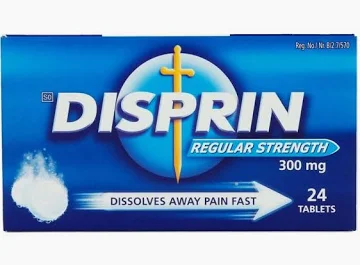 Reg. No./ Nr. B/2.7/570
S0
DISPRIN
REGULAR STRENGTH
300 mg
DISSOLVES AWAY PAIN FAST
24
TABLETS